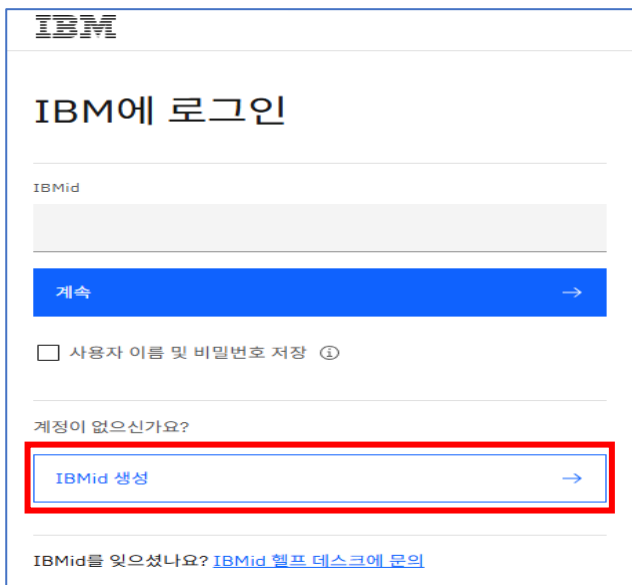 IBM
IBM에 로그인
IBMid
계속 →
사용자 이름 및 비밀번호 저장 ⓘ
계정이 없으신가요?
IBMid 생성 →
IBMid를 잊으셨나요? IBMid 헬프 데스크에 문의